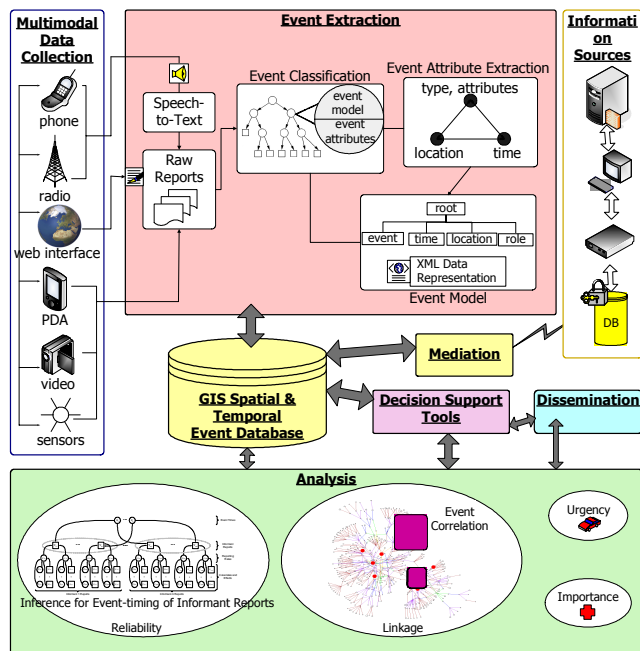 Multimodal
Data
Collection
phone
radio
web interface
PDA
video
sensors
Event Extraction
Speech-
to-Text
Raw
Reports
Event Classification
event
model
event
attributes
Event Attribute Extraction
type, attributes
location
time
root
event
time
location
role
XML Data
Representation
Event Model
Informati
on
Sources
DB
GIS Spatial &
Temporal
Event Database
Mediation
Decision Support
Tools
Dissemination
Analysis
Inference for Event-timing of Informant Reports
Reliability
Event
Correlation
Linkage
Urgency
Importance